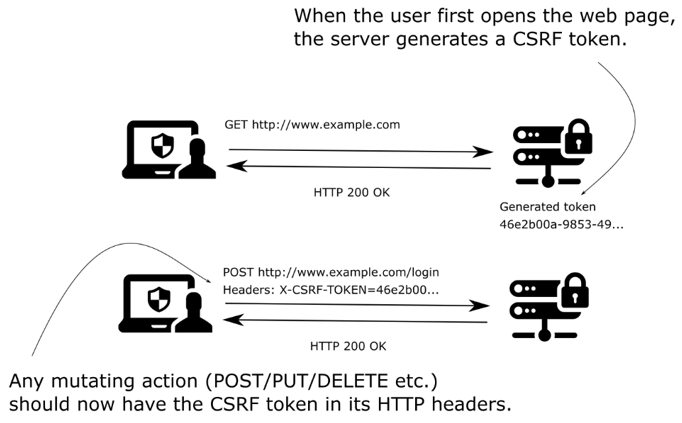 When the user first opens the web page,
the server generates a CSRF token.
GET http://www.example.com
HTTP 200 OK
Generated token
46e2b00a-9853-49...
POST http://www.example.com/login
Headers: X-CSRF-TOKEN=46e2b00...
HTTP 200 OK
Any mutating action (POST/PUT/DELETE etc.)
should now have the CSRF token in its HTTP headers.